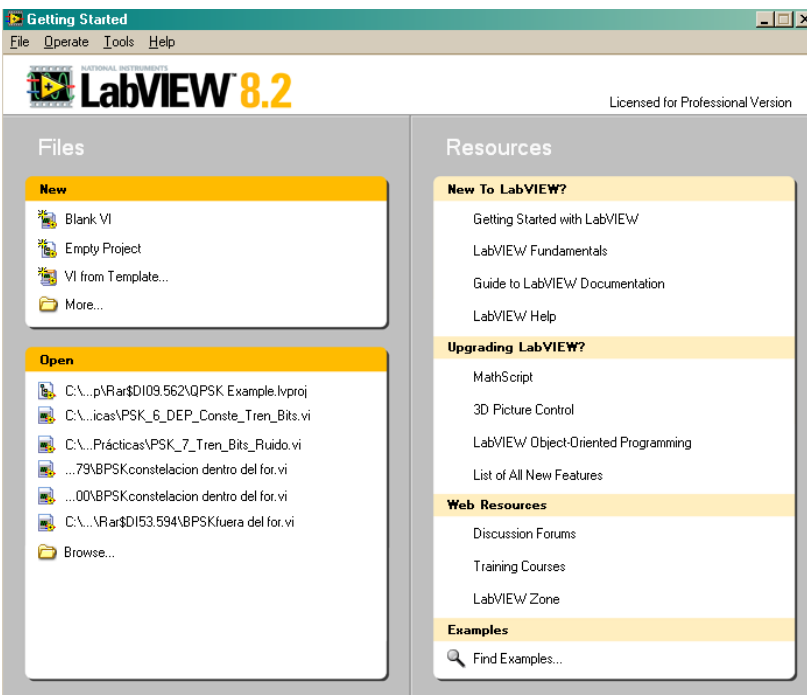 Getting Started
File Operate Tools Help
NATIONAL INSTRUMENTS
LabVIEW™ 8.2
Licensed for Professional Version
Files
New
Blank VI
Empty Project
VI from Template...
More...
Open
C:\...p\Rar$DI09.562\QPSK Example.lvproj
C:\...icas\PSK_6_DEP_Conste_Tren_Bits.vi
C:\...Prácticas\PSK_7_Tren_Bits_Ruido.vi
...79\BPSKconstelacion dentro del for.vi
...00\BPSKconstelacion dentro del for.vi
C:\...\Rar$DI53.594\BPSKfuera del for.vi
Browse...
Resources
New To LabVIEW?
Getting Started with LabVIEW
LabVIEW Fundamentals
Guide to LabVIEW Documentation
LabVIEW Help
Upgrading LabVIEW?
MathScript
3D Picture Control
LabVIEW Object-Oriented Programming
List of All New Features
Web Resources
Discussion Forums
Training Courses
LabVIEW Zone
Examples
Find Examples...